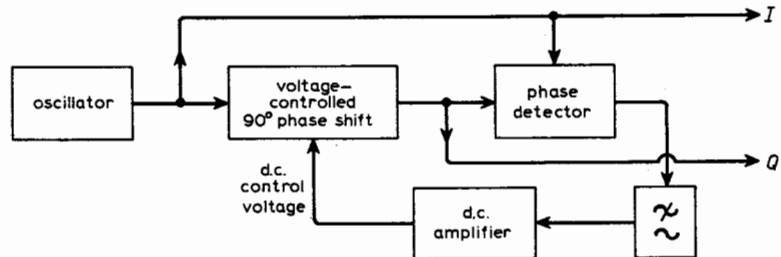 I
oscillator
voltage-
controlled
90° phase shift
phase
detector
Q
d.c.
control
voltage
d.c.
amplifier